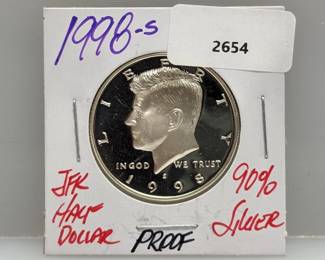 1998-S
2654
LIBERTY
IN GOD WE TRUST
S
1998
JFK
HALF
DOLLAR
PROOF
90%
SILVER